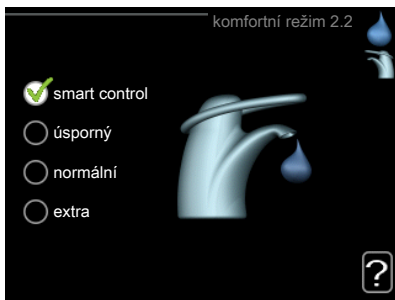 komfortní režim 2.2
smart control
úsporný
normální
extra
?